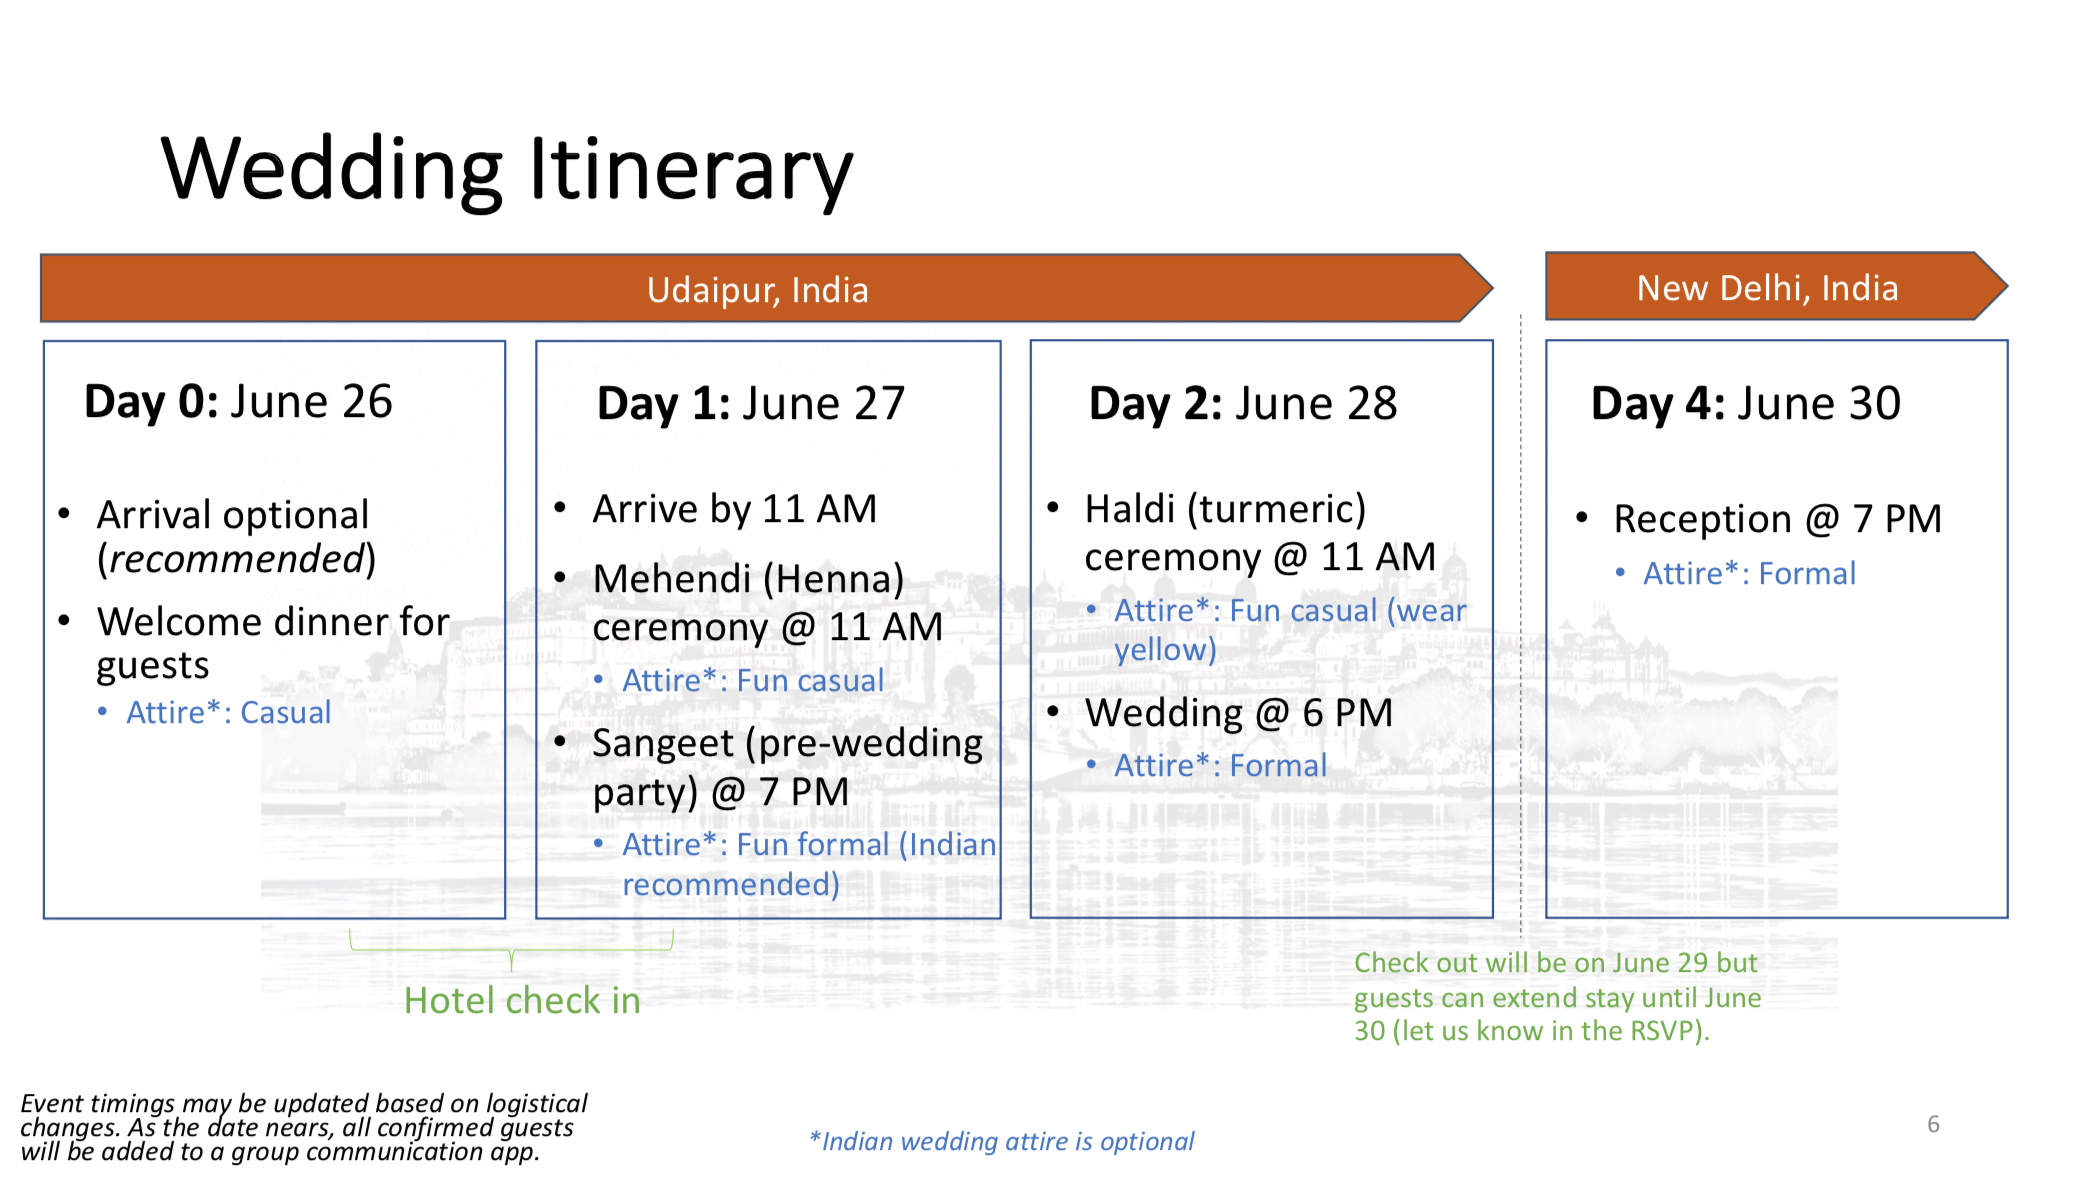 Wedding Itinerary
Udaipur, India
New Delhi, India
Day 0: June 26
• Arrival optional
(recommended)
• Welcome dinner for
guests
• Attire*: Casual
Day 1: June 27
• Arrive by 11 AM
• Mehendi (Henna)
ceremony @ 11 AM
• Attire*: Fun casual
• Sangeet (pre-wedding
party) @ 7 PM
• Attire*: Fun formal (Indian
recommended)
Day 2: June 28
• Haldi (turmeric)
ceremony @ 11 AM
• Attire*: Fun casual (wear
yellow)
• Wedding @ 6 PM
• Attire*: Formal
Day 4: June 30
• Reception @ 7 PM
• Attire*: Formal
Hotel check in
Check out will be on June 29 but
guests can extend stay until June
30 (let us know in the RSVP).
Event timings may be updated based on logistical
changes. As the date nears, all confirmed guests
will be added to a group communication app.
*Indian wedding attire is optional
6